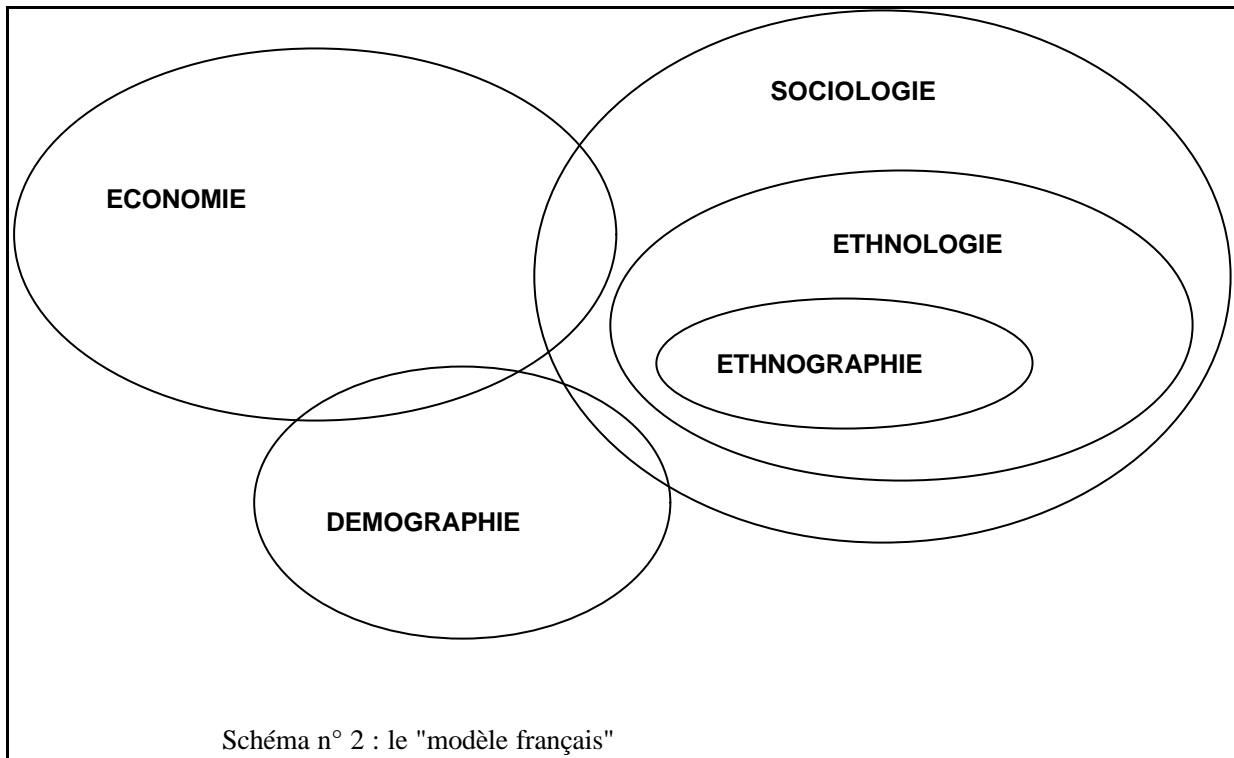 SOCIOLOGIE
ECONOMIE
ETHNOLOGIE
ETHNOGRAPHIE
DEMOGRAPHIE
Schéma n° 2 : le "modèle français"